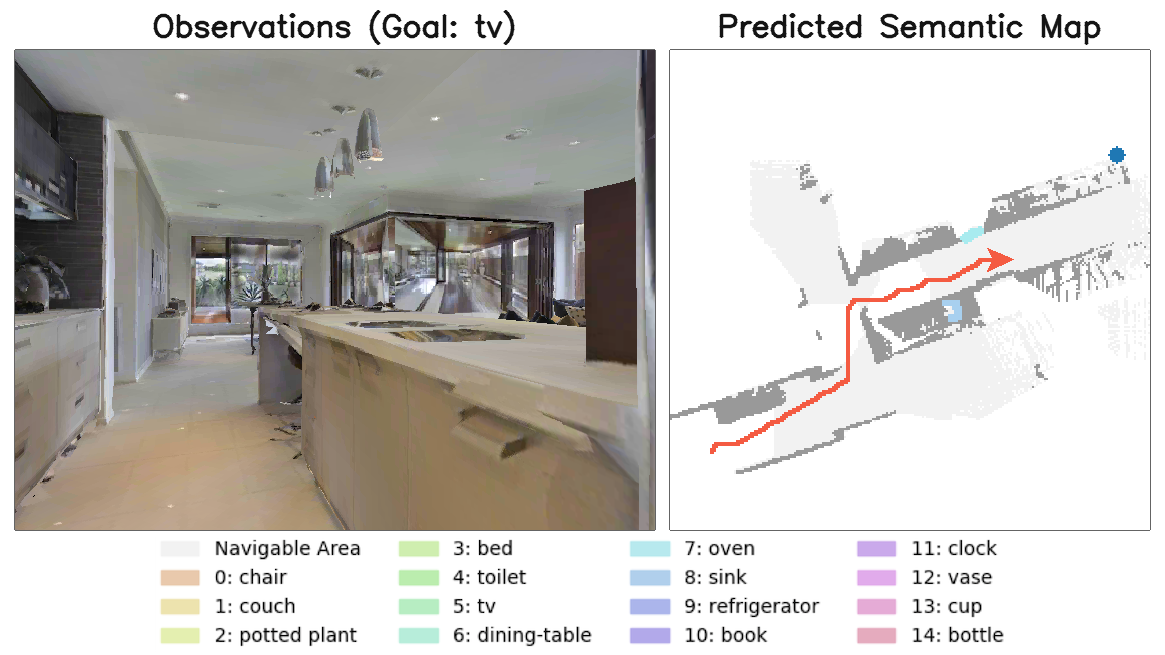 Observations (Goal: tv)
Predicted Semantic Map
Navigable Area
0: chair
1: couch
2: potted plant
3: bed
4: toilet
5: tv
6: dining-table
7: oven
8: sink
9: refrigerator
10: book
11: clock
12: vase
13: cup
14: bottle